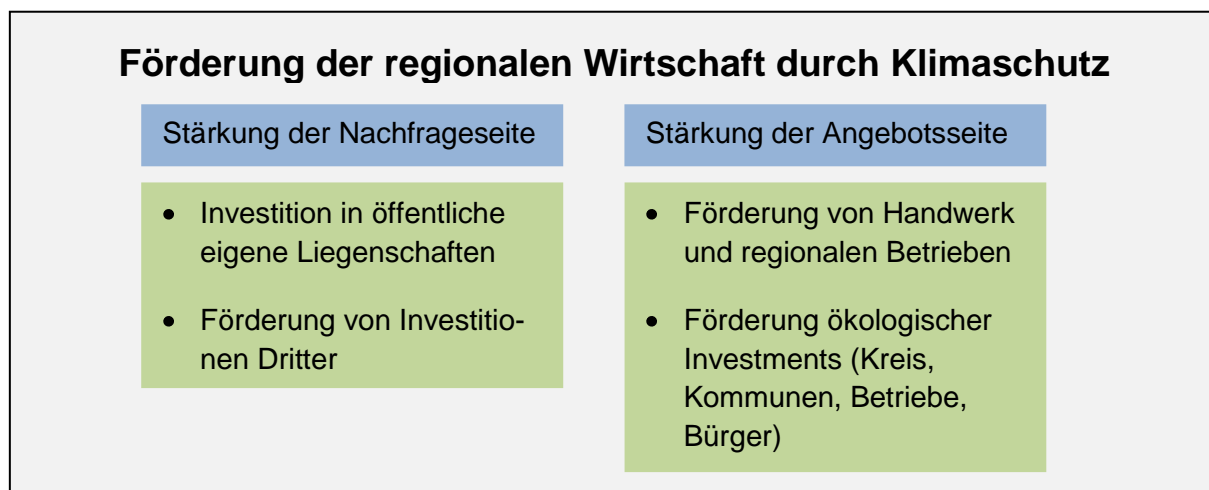 Förderung der regionalen Wirtschaft durch Klimaschutz
Stärkung der Nachfrageseite
• Investition in öffentliche
eigene Liegenschaften
• Förderung von Investitio-
nen Dritter
Stärkung der Angebotsseite
• Förderung von Handwerk
und regionalen Betrieben
• Förderung ökologischer
Investments (Kreis,
Kommunen, Betriebe,
Bürger)